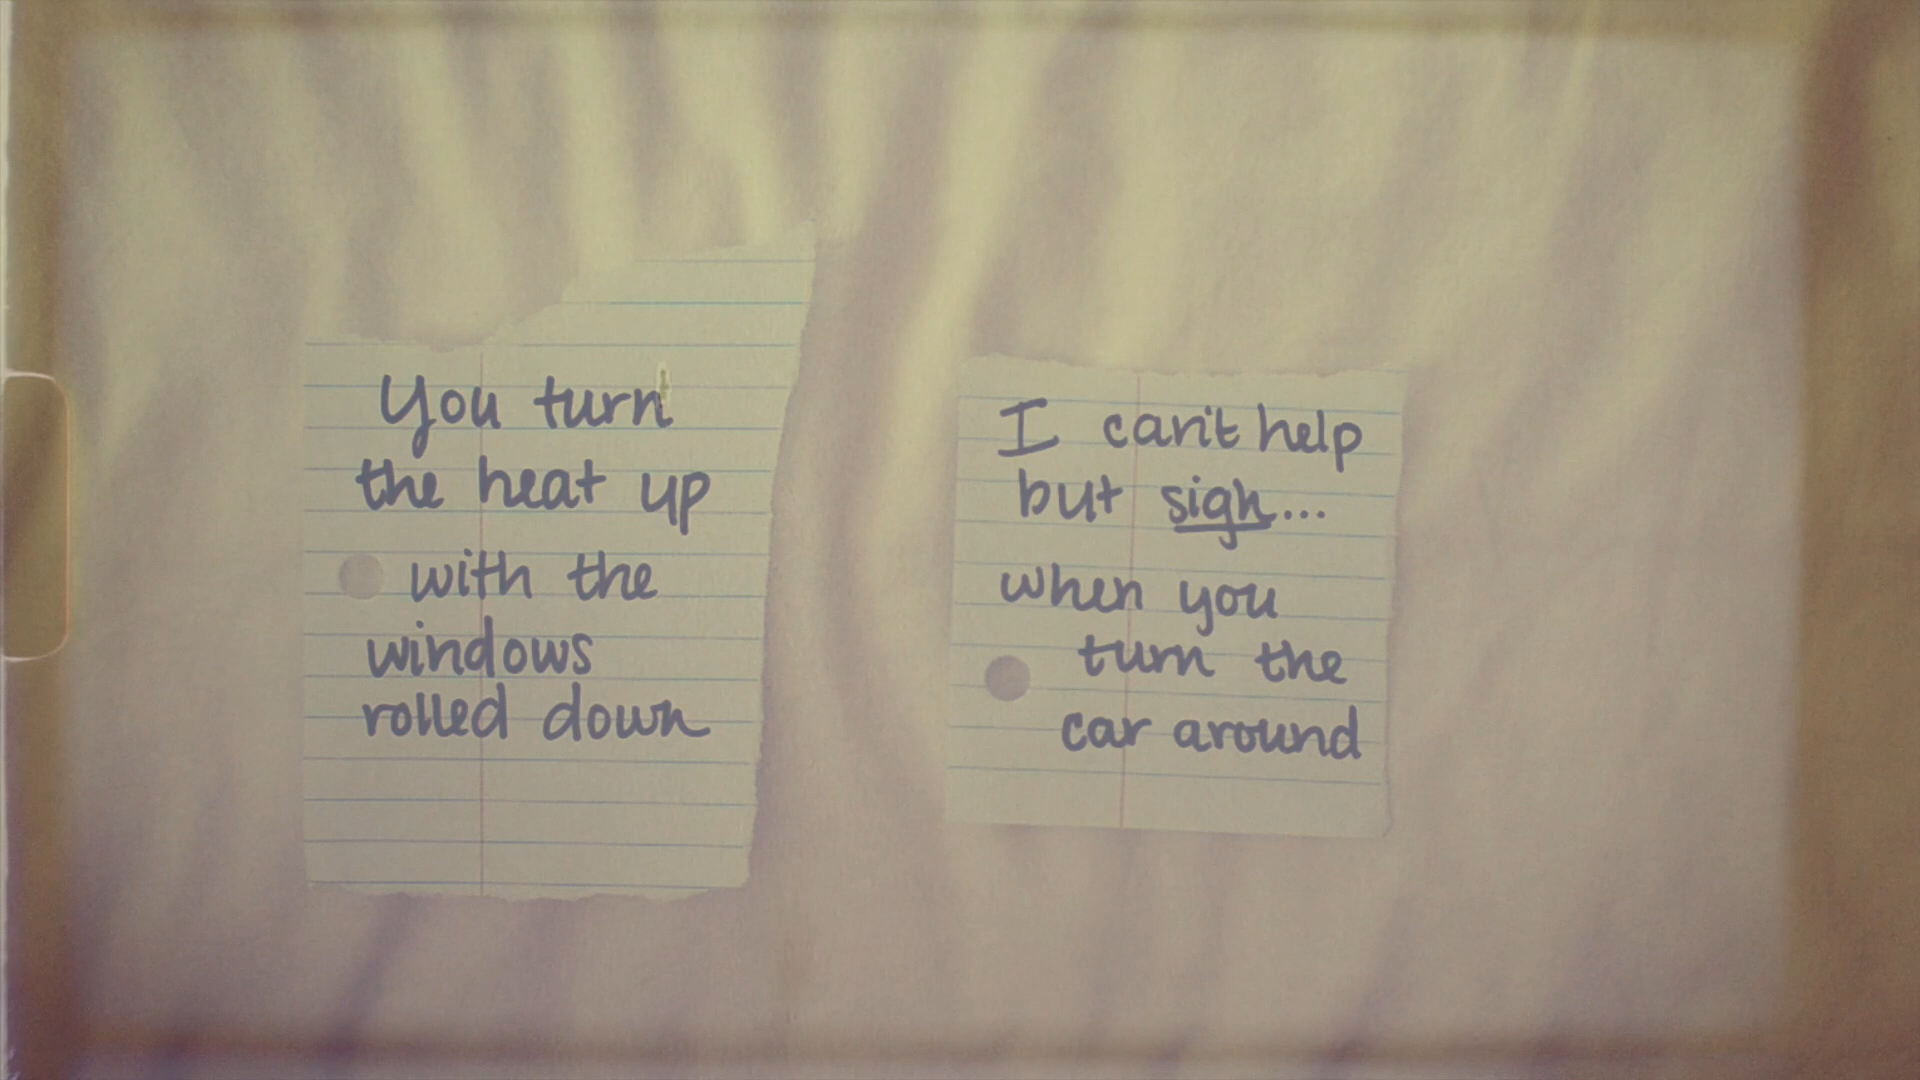 You turn
the heat up
with the
windows
rolled down
I can't help
but sigh...
when you
turn the
car around